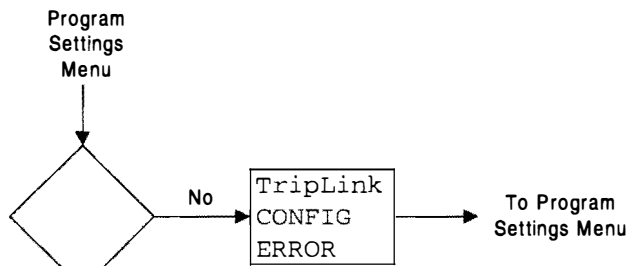 Program
Settings
Menu
No
TripLink
CONFIG
ERROR
To Program
Settings Menu